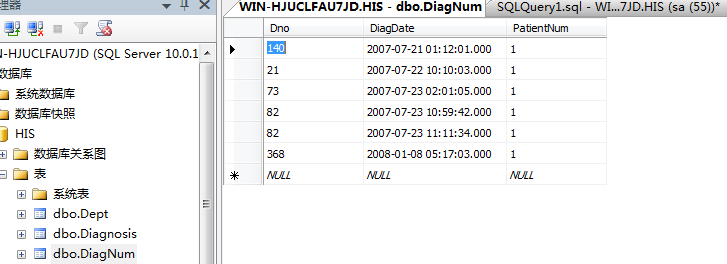 理器
WIN-HJUCLFAU7JD.HIS - dbo.DiagNum
SQLQuery1.sql - WI...7JD.HIS (sa (55))*
N-HJUCLFAU7JD (SQL Server 10.0.1
数据库
系统数据库
数据库快照
HIS
数据库关系图
表
系统表
dbo.Dept
dbo.Diagnosis
dbo.DiagNum
Dno DiagDate PatientNum
140 2007-07-21 01:12:01.000 1
21 2007-07-22 10:10:03.000 1
73 2007-07-23 02:01:05.000 1
82 2007-07-23 10:59:42.000 1
82 2007-07-23 11:11:34.000 1
368 2008-01-08 05:17:03.000 1
NULL NULL NULL